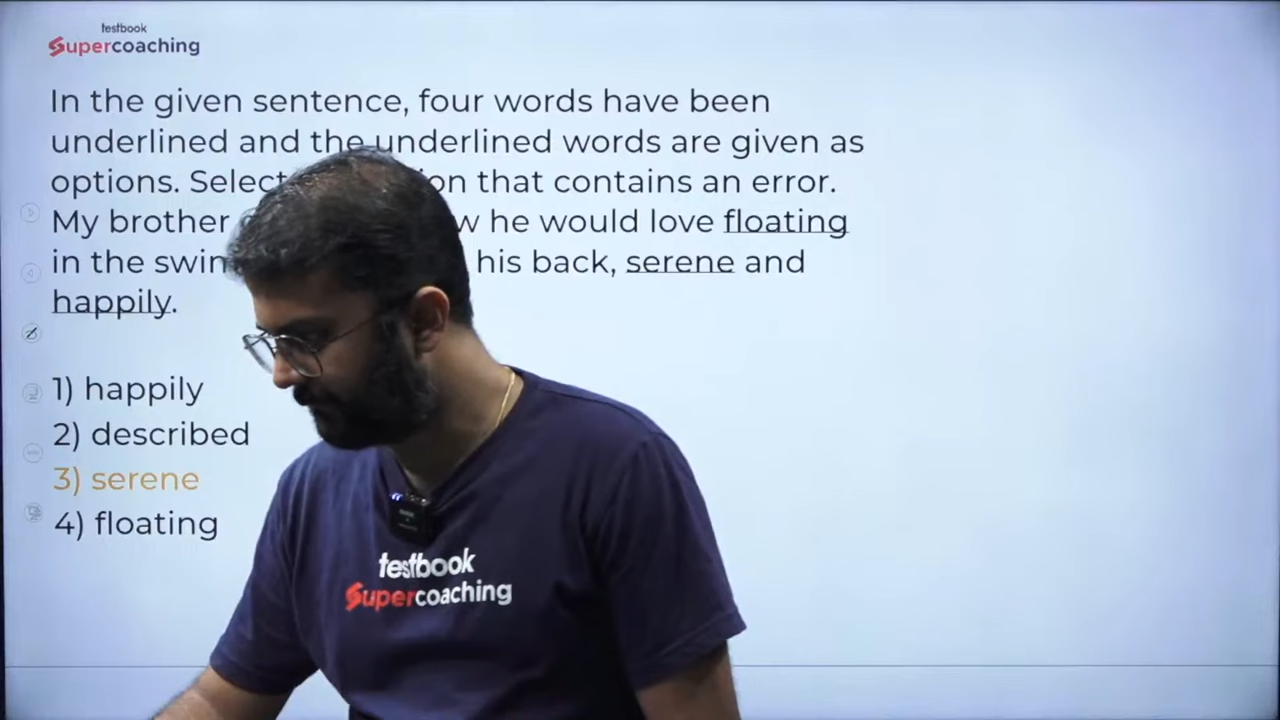 testbook
Supercoaching
In the given sentence, four words have been
underlined and the underlined words are given as
options. Select that contains an error.
My brother he would love floating
in the swim his back, serene and
happily.
1) happily
2) described
3) serene
4) floating
testbook
Supercoaching